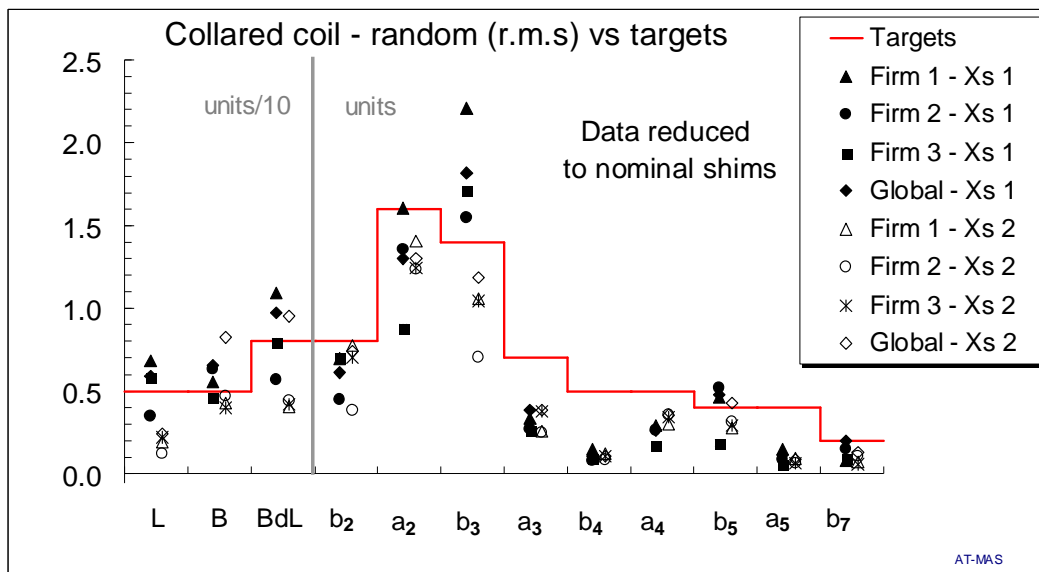 Collared coil - random (r.m.s) vs targets
2.5
2.0
1.5
1.0
0.5
0.0
units/10
units
Data reduced
to nominal shims
L B BdL b2 a2 b3 a3 b4 a4 b5 a5 b7
Targets
Firm 1 - Xs 1
Firm 2 - Xs 1
Firm 3 - Xs 1
Global - Xs 1
Firm 1 - Xs 2
Firm 2 - Xs 2
Firm 3 - Xs 2
Global - Xs 2
AT-MAS